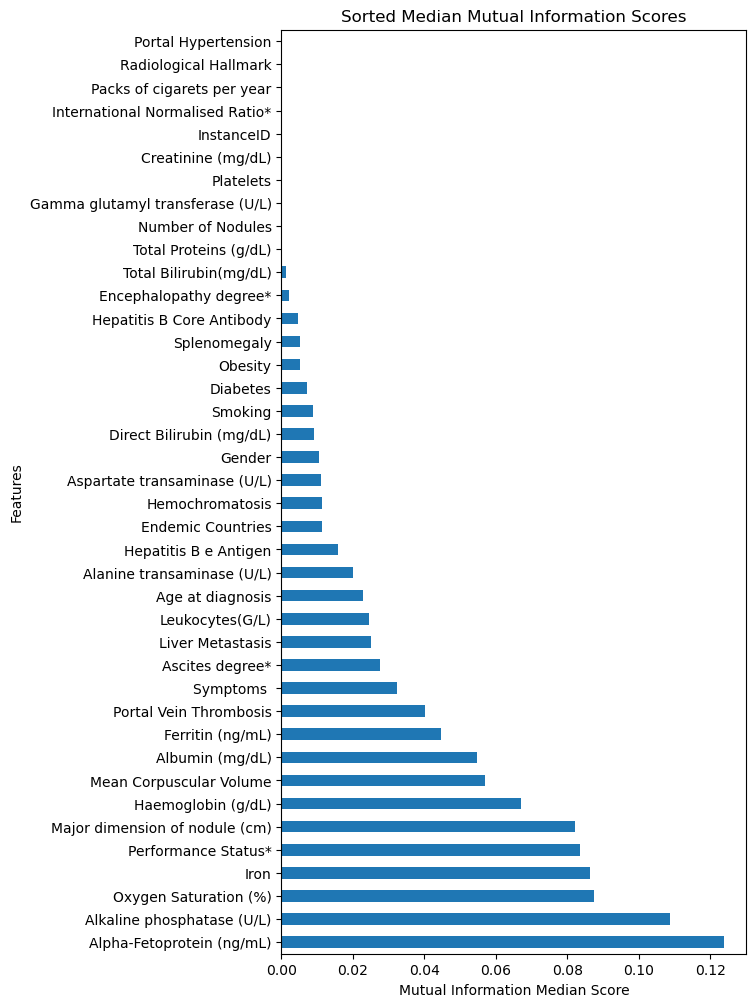 Sorted Median Mutual Information Scores
Portal Hypertension
Radiological Hallmark
Packs of cigarets per year
International Normalised Ratio*
InstanceID
Creatinine (mg/dL)
Platelets
Gamma glutamyl transferase (U/L)
Number of Nodules
Total Proteins (g/dL)
Total Bilirubin(mg/dL)
Encephalopathy degree*
Hepatitis B Core Antibody
Splenomegaly
Obesity
Diabetes
Smoking
Direct Bilirubin (mg/dL)
Gender
Aspartate transaminase (U/L)
Hemochromatosis
Endemic Countries
Hepatitis B e Antigen
Alanine transaminase (U/L)
Age at diagnosis
Leukocytes(G/L)
Liver Metastasis
Ascites degree*
Symptoms
Portal Vein Thrombosis
Ferritin (ng/mL)
Albumin (mg/dL)
Mean Corpuscular Volume
Haemoglobin (g/dL)
Major dimension of nodule (cm)
Performance Status*
Iron
Oxygen Saturation (%)
Alkaline phosphatase (U/L)
Alpha-Fetoprotein (ng/mL)
Features
0.00 0.02 0.04 0.06 0.08 0.10 0.12
Mutual Information Median Score